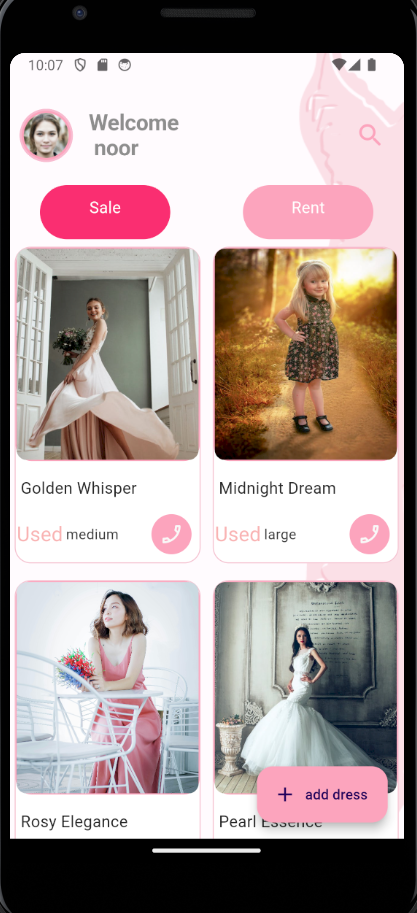 10:07
Welcome
noor
Sale
Rent
Golden Whisper
Midnight Dream
Used medium
Used large
+ add dress
Rosy Elegance
Pearl Essence